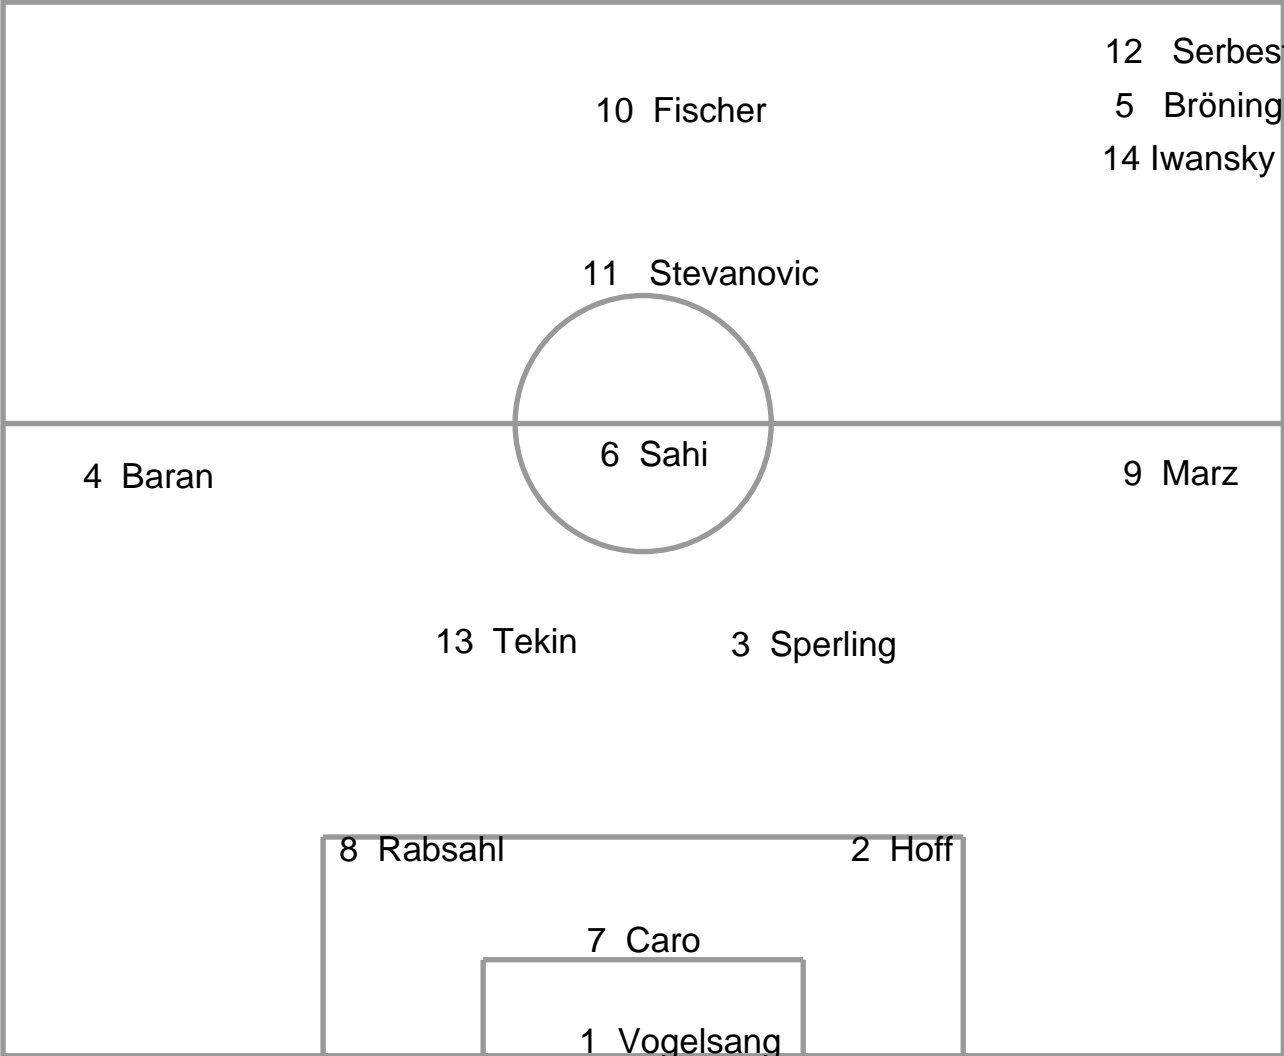 12 Serbest
10 Fischer
5 Bröning
14 Iwansky
11 Stevanovic
6 Sahi
4 Baran
9 Marz
13 Tekin
3 Sperling
8 Rabsahl
2 Hoff
7 Caro
1 Vogelsang